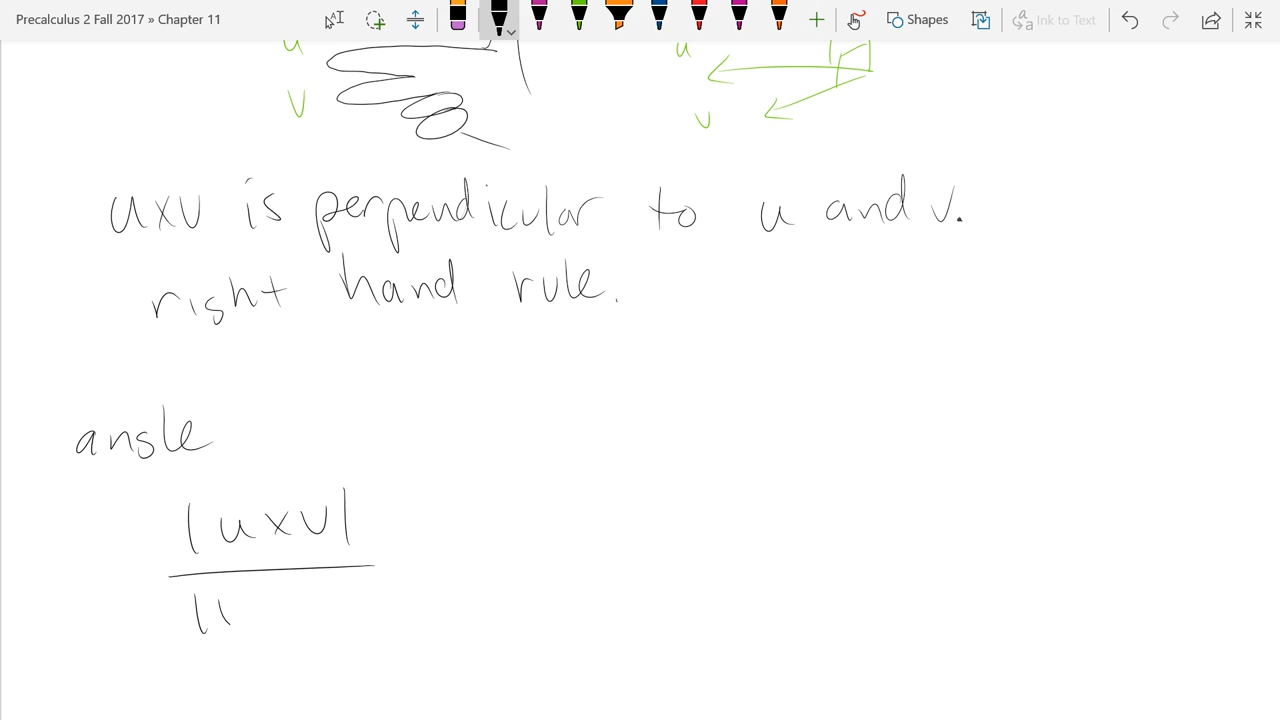 Precalculus 2 Fall 2017 » Chapter 11
Shapes
Ink to Text
u
u
v
v
uxv is perpendicular to u and v.
right hand rule.
angle
|uxv|
||